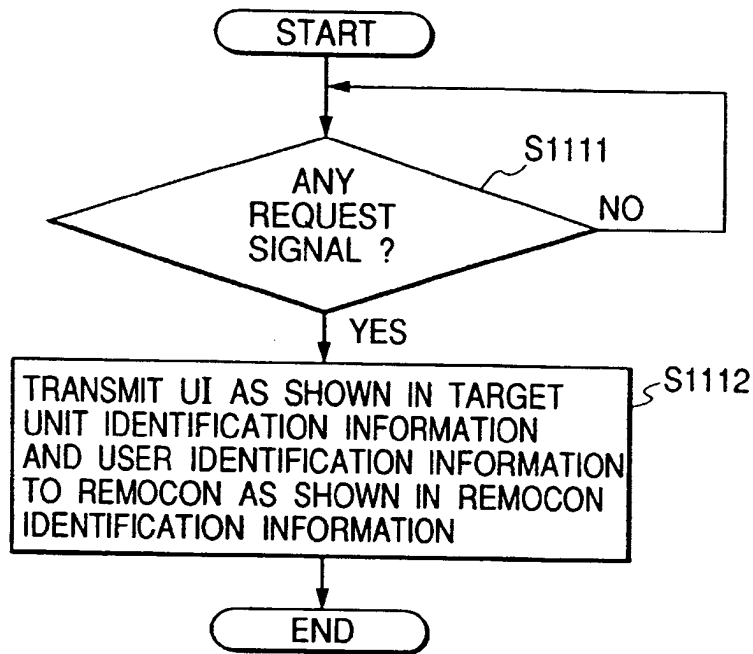 START
S1111
ANY
REQUEST
SIGNAL ?
NO
YES
S1112
TRANSMIT UI AS SHOWN IN TARGET
UNIT IDENTIFICATION INFORMATION
AND USER IDENTIFICATION INFORMATION
TO REMOCON AS SHOWN IN REMOCON
IDENTIFICATION INFORMATION
END